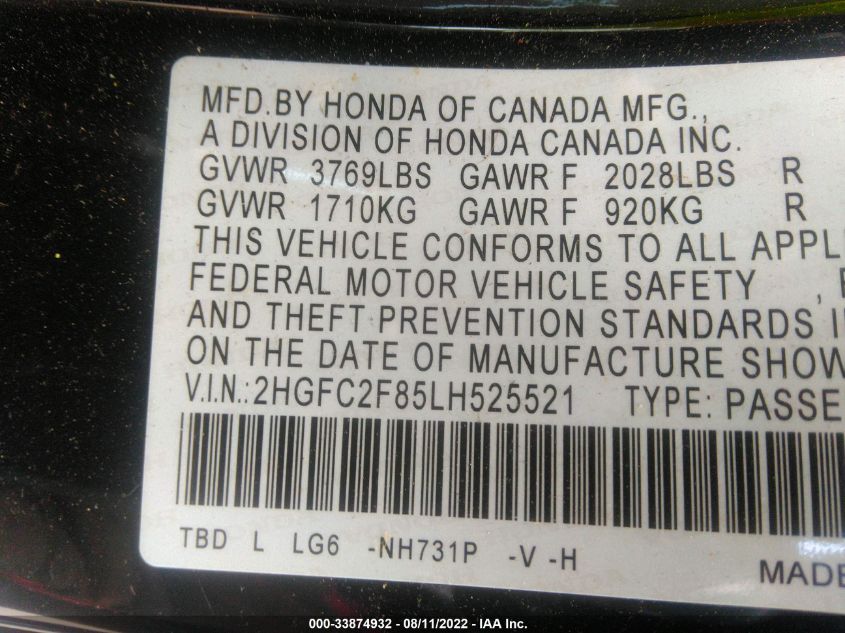 MFD.BY HONDA OF CANADA MFG.,
A DIVISION OF HONDA CANADA INC.
GVWR 3769LBS GAWR F 2028LBS R
GVWR 1710KG GAWR F 920KG R
THIS VEHICLE CONFORMS TO ALL APPL
FEDERAL MOTOR VEHICLE SAFETY ,
AND THEFT PREVENTION STANDARDS I
ON THE DATE OF MANUFACTURE SHOW
V.I.N.:2HGFC2F85LH525521 TYPE: PASSE
TBD L LG6 -NH731P -V -H
MADE
000-33874932 - 08/11/2022 - IAA Inc.